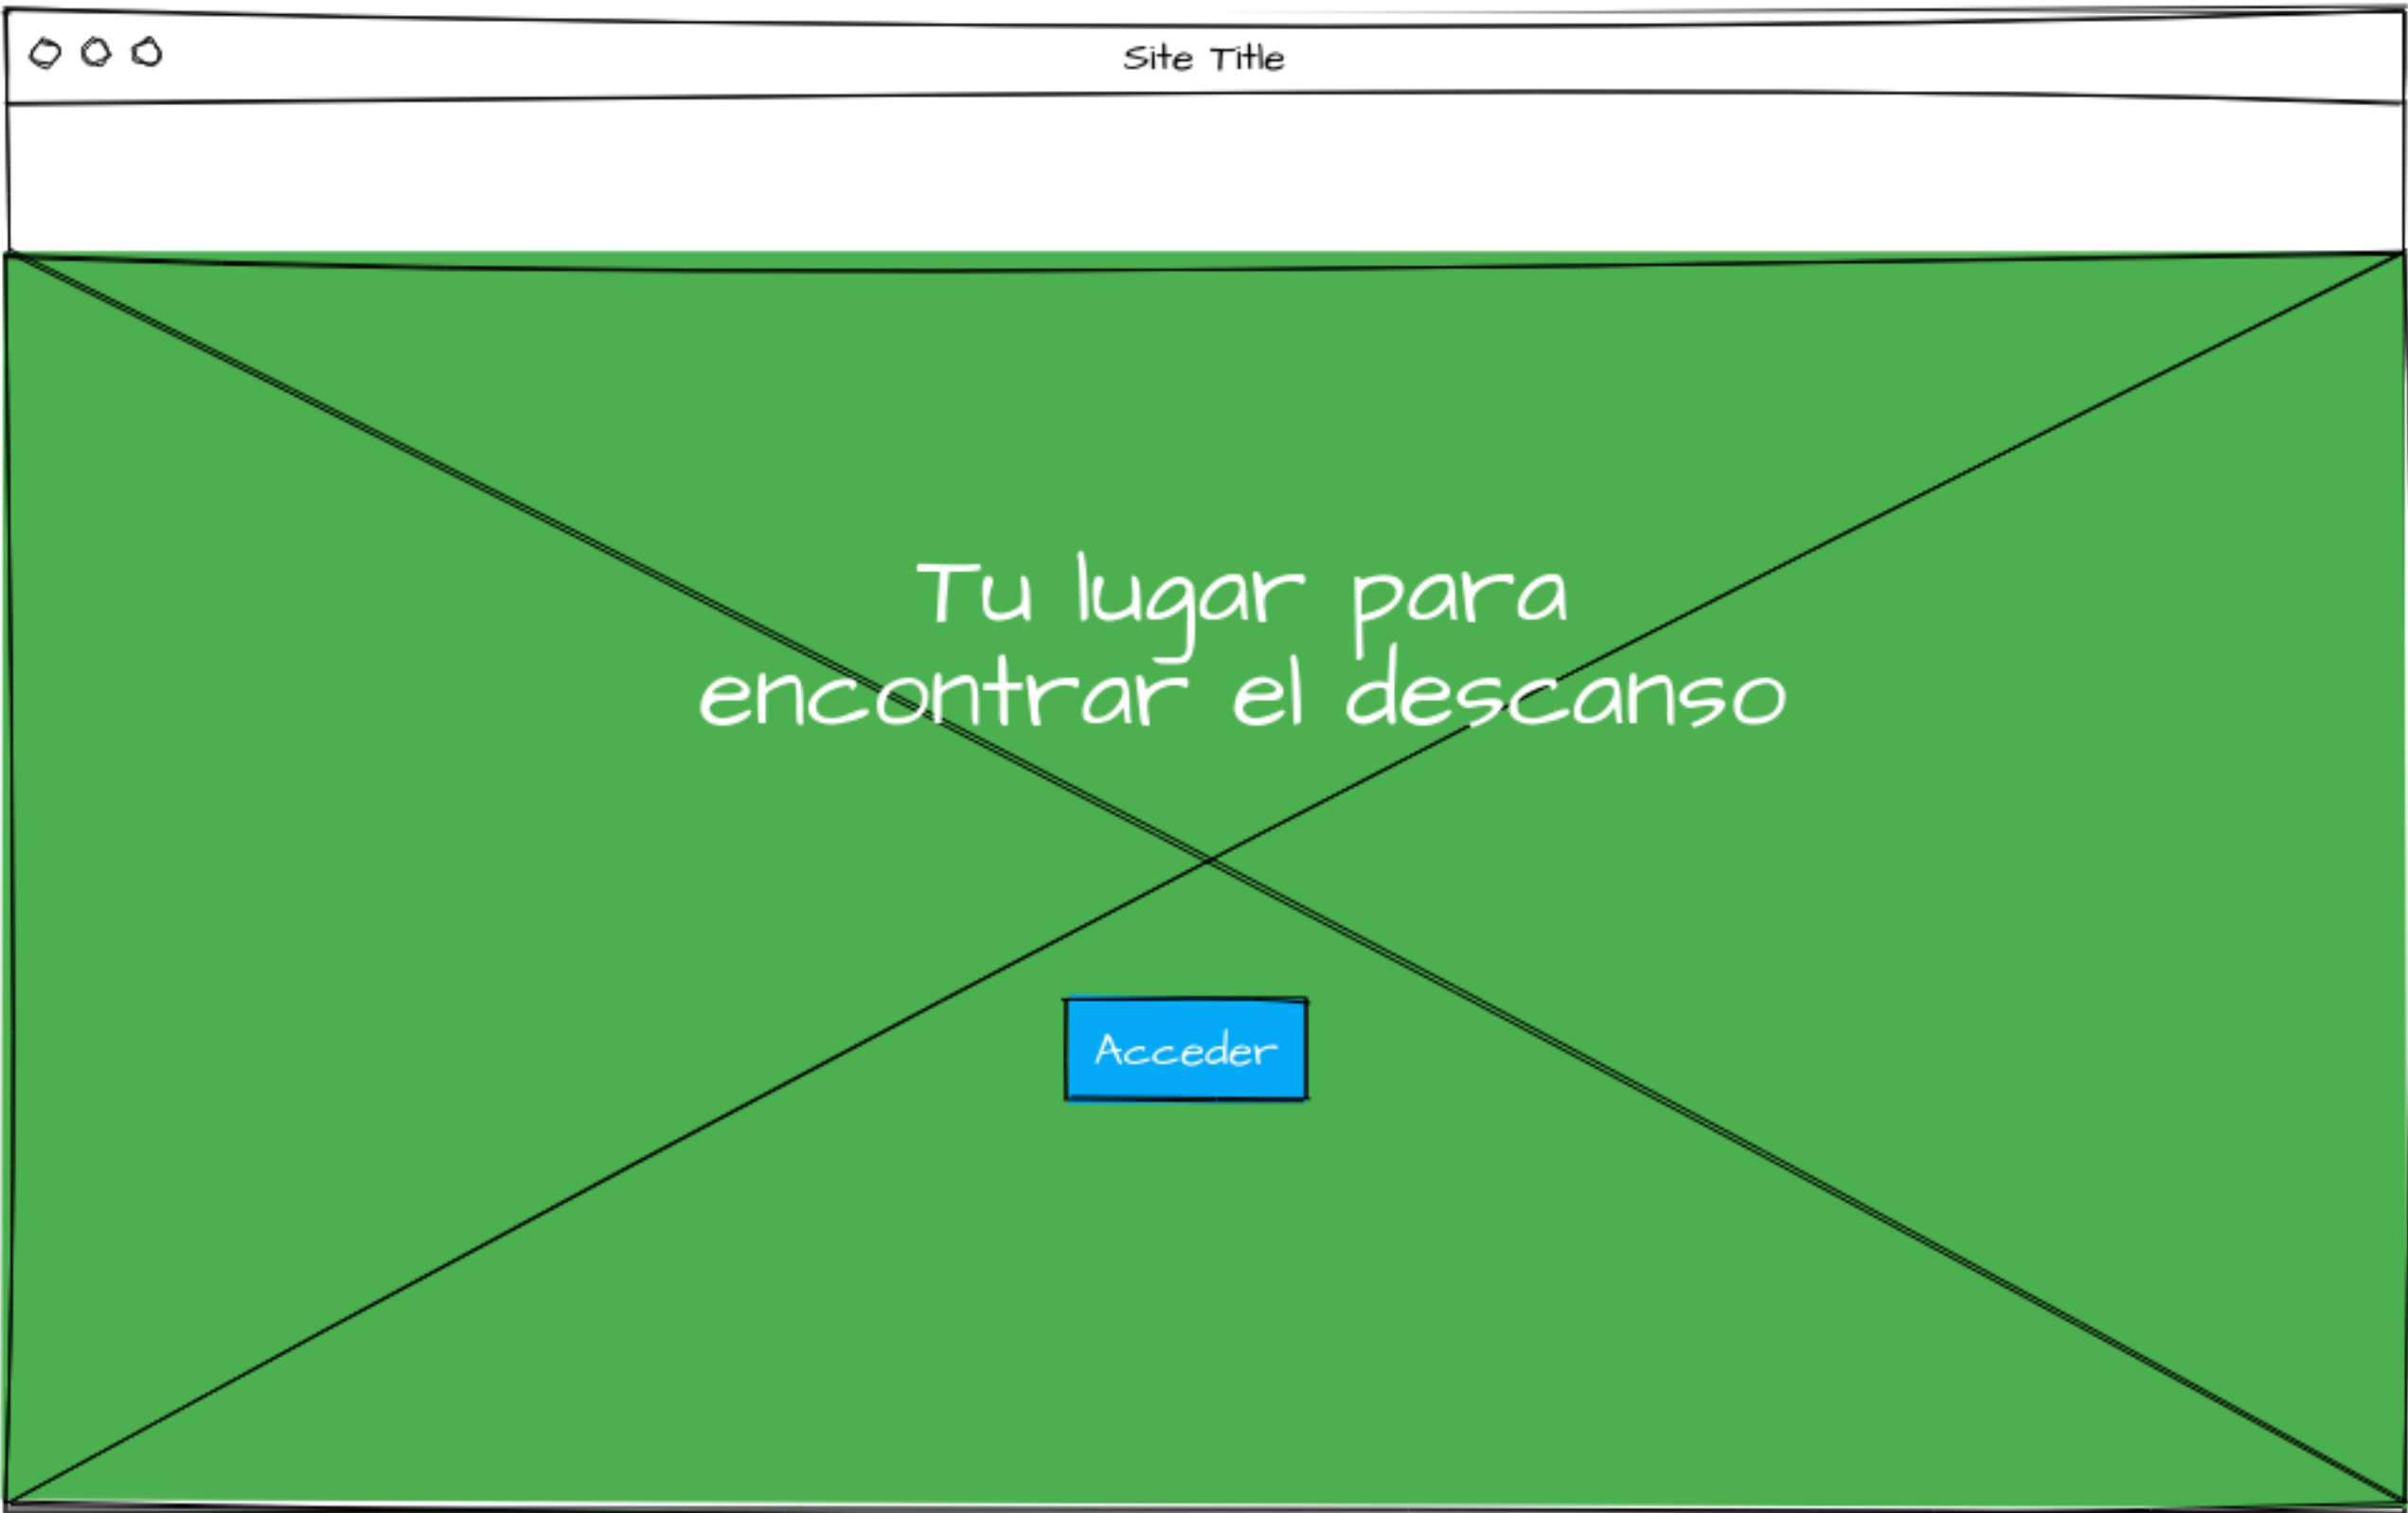 Site Title
Tu lugar para
encontrar el descanso
Acceder